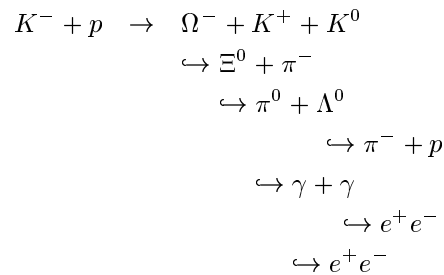 K⁻ + p → Ω⁻ + K⁺ + K⁰
↪ Ξ⁰ + π⁻
↪ π⁰ + Λ⁰
↪ π⁻ + p
↪ γ + γ
↪ e⁺e⁻
↪ e⁺e⁻